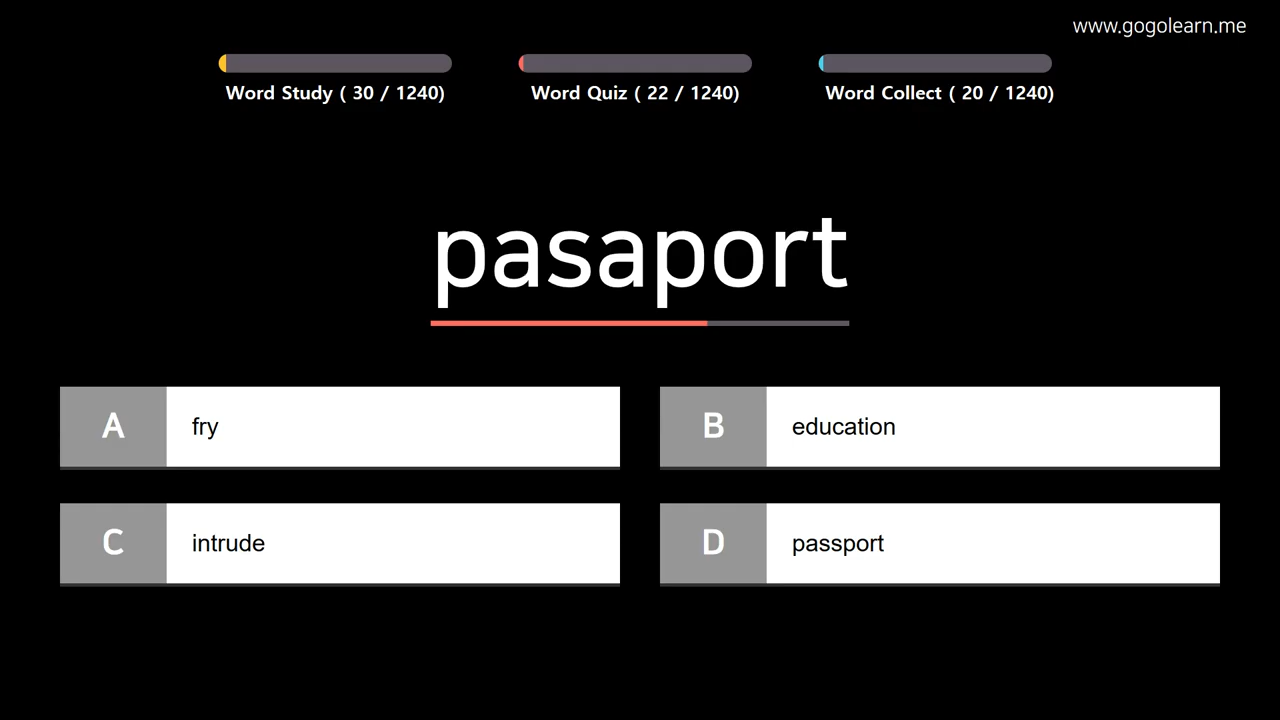 www.gogolearn.me
Word Study ( 30 / 1240)
Word Quiz ( 22 / 1240)
Word Collect ( 20 / 1240)
pasaport
A fry
B education
C intrude
D passport